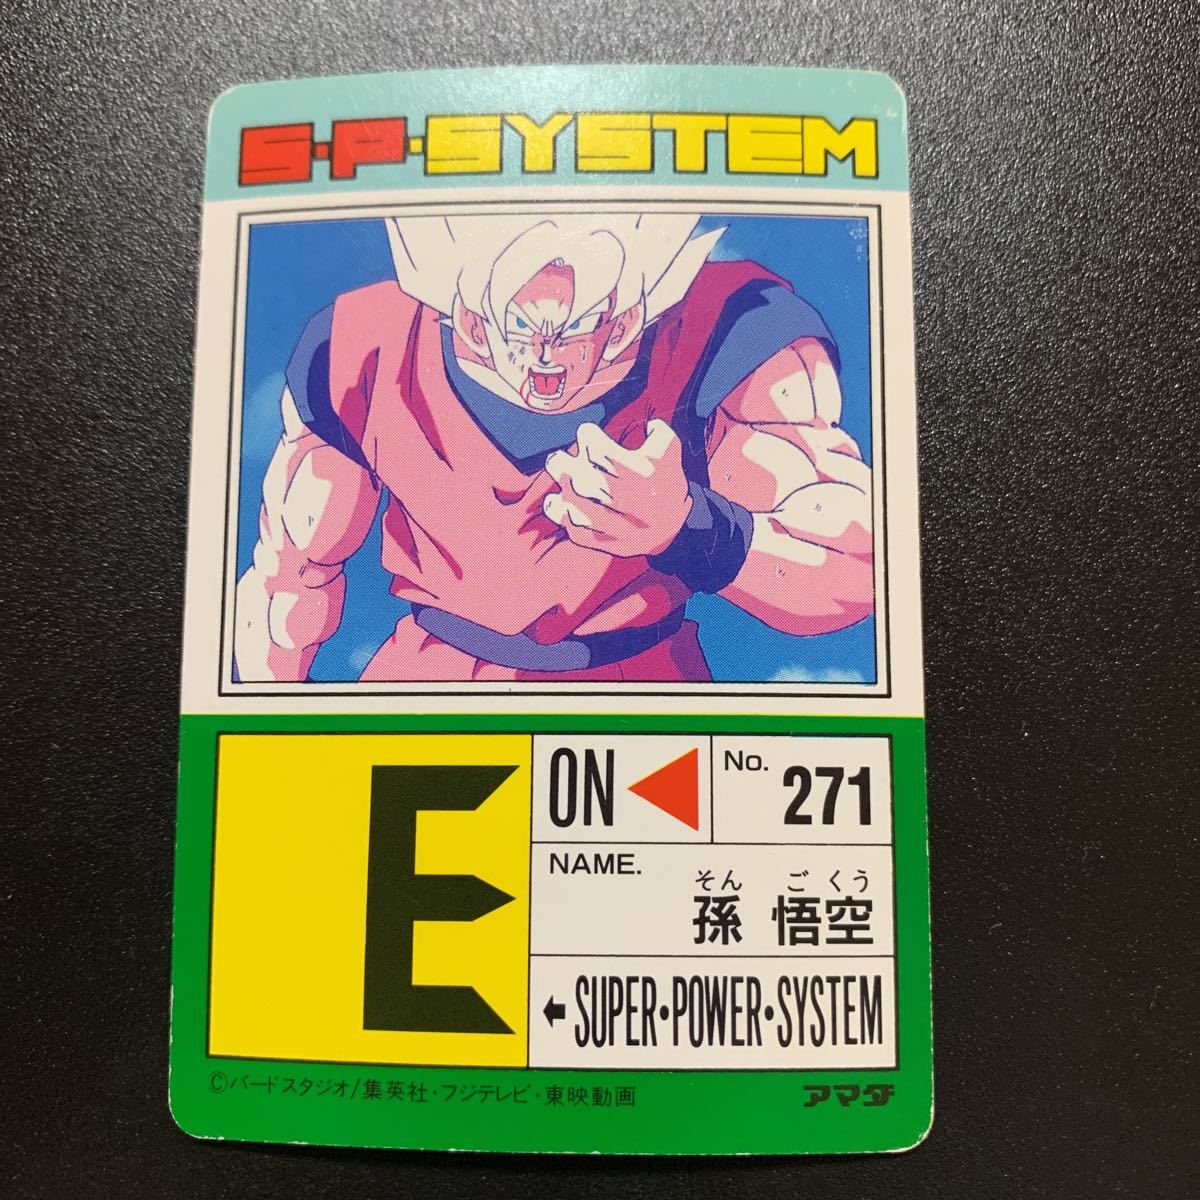 S・P・SYSTEM
E
ON
No. 271
NAME.
そん ご くう
孫 悟空
←SUPER・POWER・SYSTEM
©バードスタジオ/集英社・フジテレビ・東映動画
アマダ